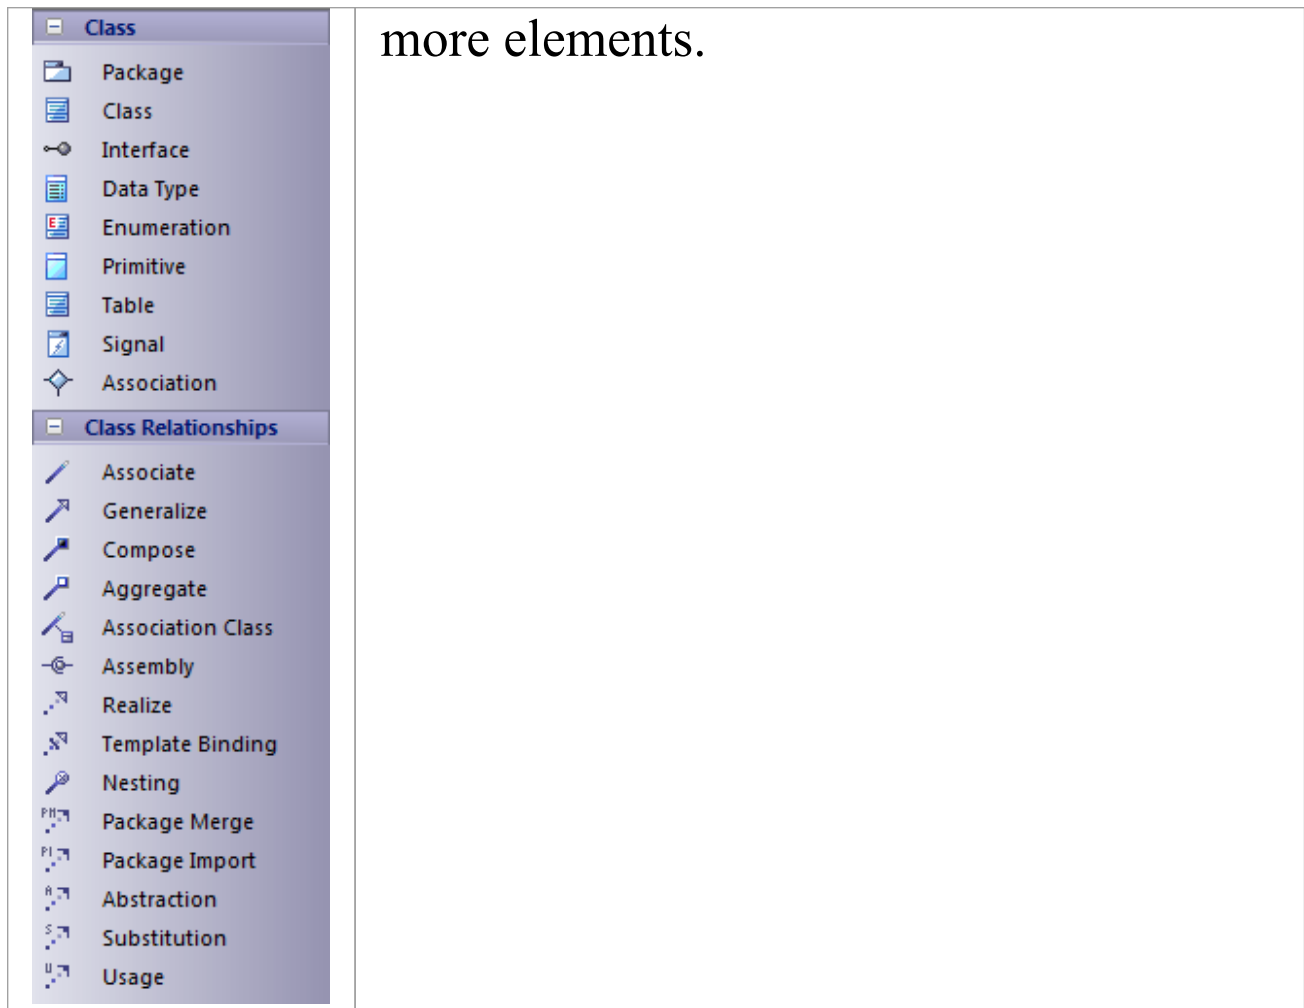 Class
Package
Class
Interface
Data Type
Enumeration
Primitive
Table
Signal
Association
Class Relationships
Associate
Generalize
Compose
Aggregate
Association Class
Assembly
Realize
Template Binding
Nesting
Package Merge
Package Import
Abstraction
Substitution
Usage
more elements.